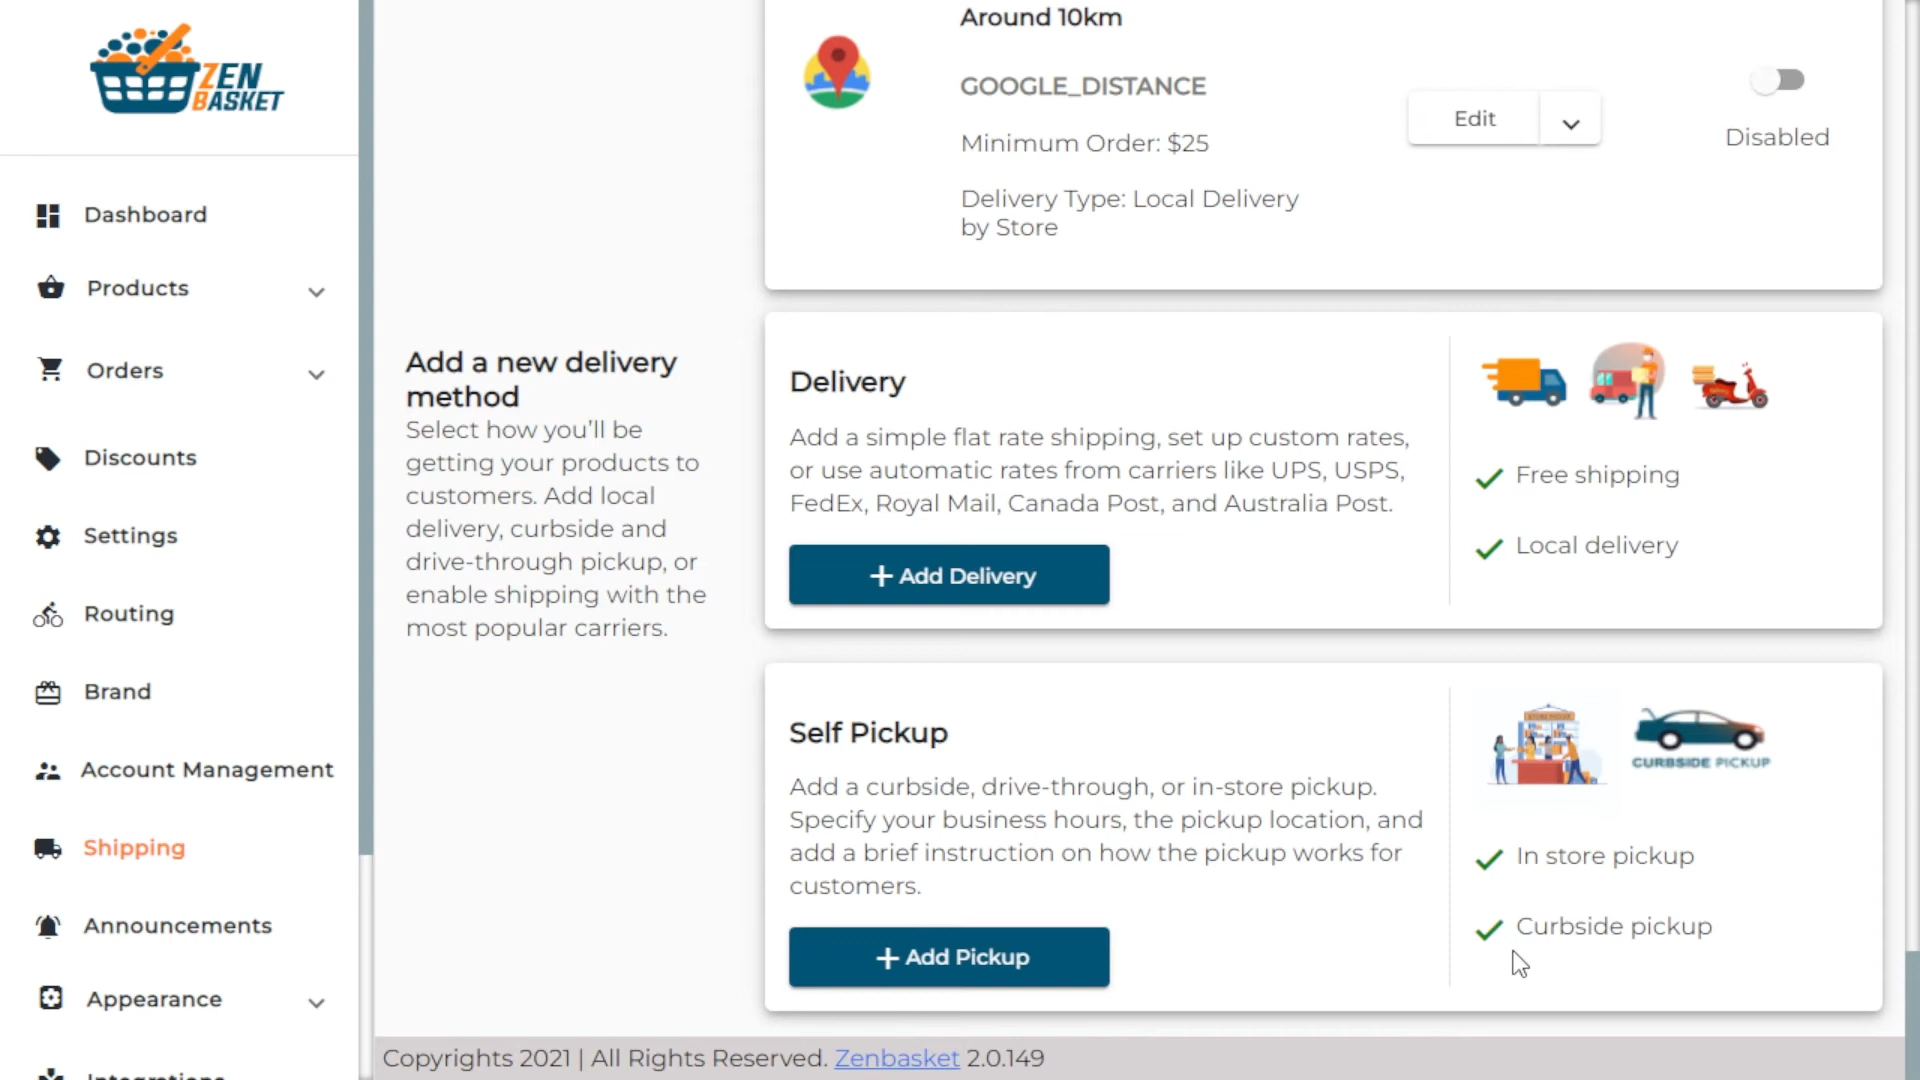 ZEN
BASKET
Dashboard
Products
Orders
Discounts
Settings
Routing
Brand
Account Management
Shipping
Announcements
Appearance
Integrations
Around 10km
GOOGLE_DISTANCE
Minimum Order: $25
Delivery Type: Local Delivery
by Store
Edit
Disabled
Add a new delivery
method
Select how you'll be
getting your products to
customers. Add local
delivery, curbside and
drive-through pickup, or
enable shipping with the
most popular carriers.
Delivery
Add a simple flat rate shipping, set up custom rates,
or use automatic rates from carriers like UPS, USPS,
FedEx, Royal Mail, Canada Post, and Australia Post.
+ Add Delivery
Free shipping
Local delivery
Self Pickup
Add a curbside, drive-through, or in-store pickup.
Specify your business hours, the pickup location, and
add a brief instruction on how the pickup works for
customers.
+ Add Pickup
CURBSIDE PICKUP
In store pickup
Curbside pickup
Copyrights 2021 | All Rights Reserved. Zenbasket 2.0.149